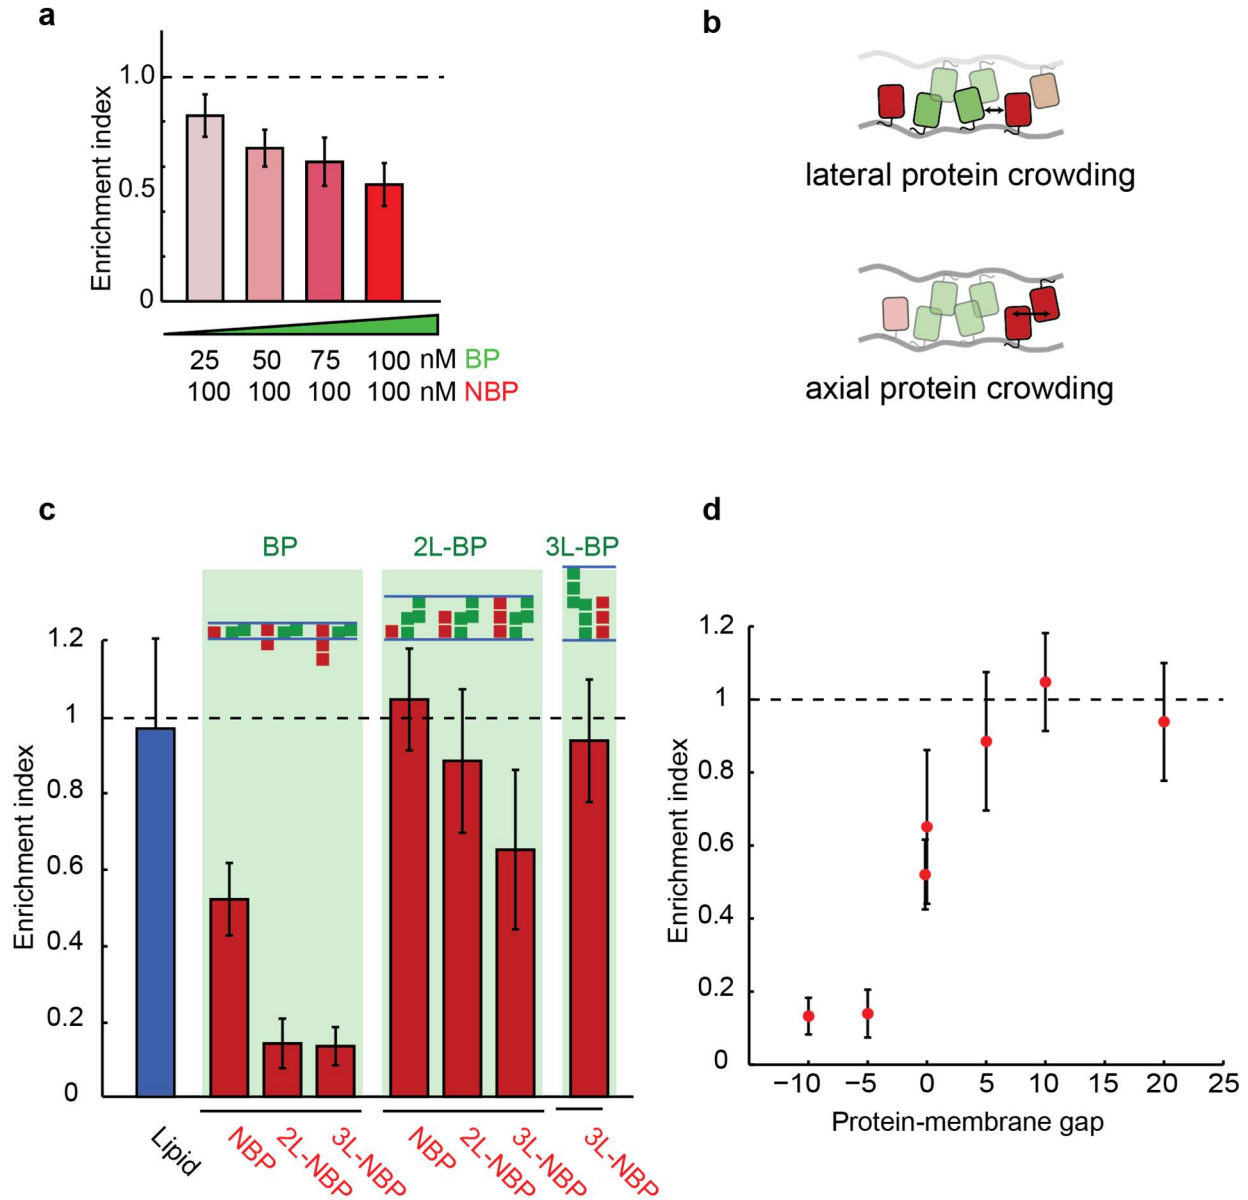 a
Enrichment index
1.0
0.5
0
25 50 75 100 nM BP
100 100 100 100 nM NBP
b
lateral protein crowding
axial protein crowding
c
BP 2L-BP 3L-BP
Enrichment index
1.2
1
0.8
0.6
0.4
0.2
0
Lipid NBP 2L-NBP 3L-NBP NBP 2L-NBP 3L-NBP 3L-NBP
d
Enrichment index
1.2
1
0.8
0.6
0.4
0.2
0
−10 −5 0 5 10 15 20 25
Protein-membrane gap